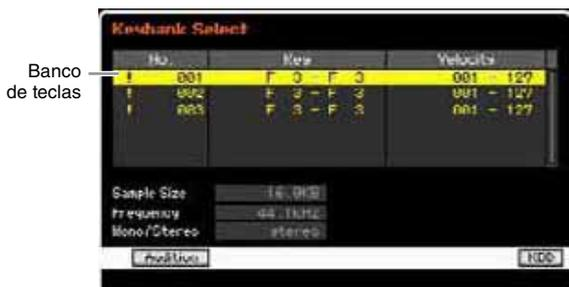 Keybank Select
No. Key Velocity
Banco de teclas
! 001 F 3 - F 3 001 - 127
! 002 F 3 - F 3 001 - 127
! 003 F 3 - F 3 001 - 127
Sample Size 16.0KB
Frequency 44.1kHz
Mono/Stereo stereo
Audition ADD